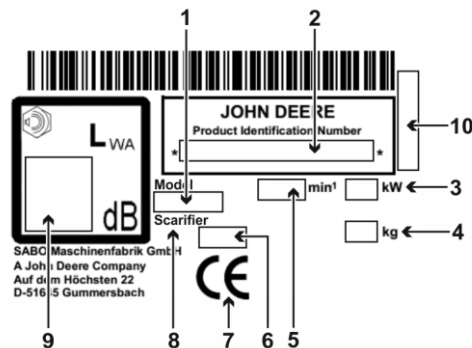 1 2
JOHN DEERE
Product Identification Number
* *
10
L WA
dB
Model
min¹ kW 3
Scarifier
kg 4
SABO Maschinenfabrik GmbH
A John Deere Company
Auf dem Höchsten 22
Gummersbach
CE
9 8 7 6 5